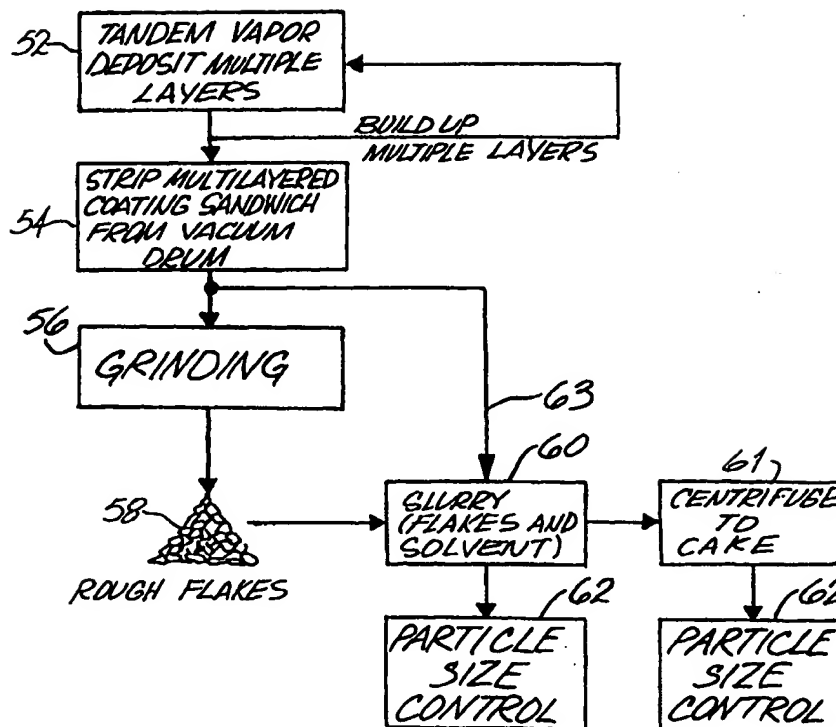 52
TANDEM VAPOR
DEPOSIT MULTIPLE
LAYERS
BUILD UP
MULTIPLE LAYERS
54
STRIP MULTILAYERED
COATING SANDWICH
FROM VACUUM
DRUM
56
GRINDING
63
60
61
58
SLURRY
(FLAKES AND
SOLVENT)
CENTRIFUGE
TO
CAKE
ROUGH FLAKES
62
PARTICLE
SIZE
CONTROL
62
PARTICLE
SIZE
CONTROL